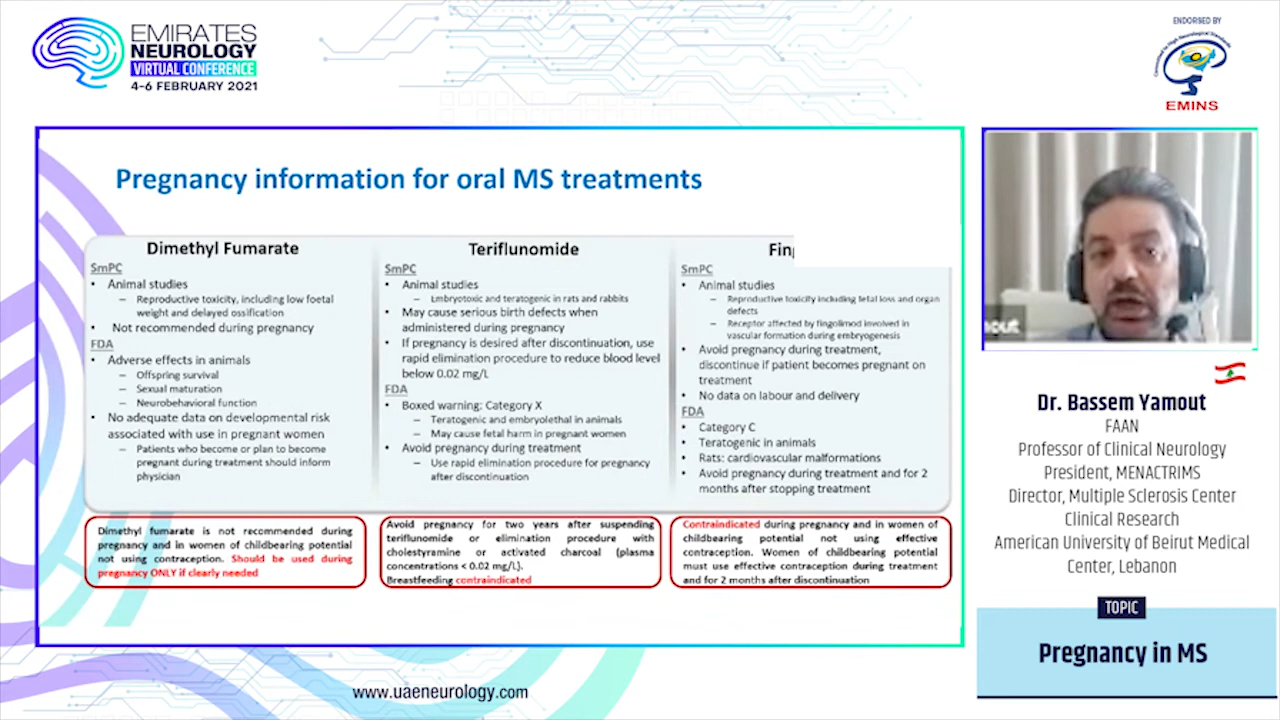 EMIRATES
NEUROLOGY
VIRTUAL CONFERENCE
4-6 FEBRUARY 2021
ENDORSED BY
Committed to High Neurological Standards
EMINS
Pregnancy information for oral MS treatments
Dimethyl Fumarate
SmPC
• Animal studies
– Reproductive toxicity, including low foetal
weight and delayed ossification
• Not recommended during pregnancy
FDA
• Adverse effects in animals
– Offspring survival
– Sexual maturation
– Neurobehavioral function
• No adequate data on developmental risk
associated with use in pregnant women
– Patients who become or plan to become
pregnant during treatment should inform
physician
Teriflunomide
SmPC
• Animal studies
– Embryotoxic and teratogenic in rats and rabbits
• May cause serious birth defects when
administered during pregnancy
• If pregnancy is desired after discontinuation, use
rapid elimination procedure to reduce blood level
below 0.02 mg/L
FDA
• Boxed warning: Category X
– Teratogenic and embryolethal in animals
– May cause fetal harm in pregnant women
• Avoid pregnancy during treatment
– Use rapid elimination procedure for pregnancy
after discontinuation
Fin
SmPC
• Animal studies
– Reproductive toxicity including fetal loss and organ
defects
– Receptor affected by fingolimod involved in
vascular formation during embryogenesis
• Avoid pregnancy during treatment,
discontinue if patient becomes pregnant on
treatment
• No data on labour and delivery
FDA
• Category C
• Teratogenic in animals
• Rats: cardiovascular malformations
• Avoid pregnancy during treatment and for 2
months after stopping treatment
Dimethyl fumarate is not recommended during
pregnancy and in women of childbearing potential
not using contraception. Should be used during
pregnancy ONLY if clearly needed
Avoid pregnancy for two years after suspending
teriflunomide or elimination procedure with
cholestyramine or activated charcoal (plasma
concentrations < 0.02 mg/L).
Breastfeeding contraindicated
Contraindicated during pregnancy and in women of
childbearing potential not using effective
contraception. Women of childbearing potential
must use effective contraception during treatment
and for 2 months after discontinuation
mout
Dr. Bassem Yamout
FAAN
Professor of Clinical Neurology
President, MENACTRIMS
Director, Multiple Sclerosis Center
Clinical Research
American University of Beirut Medical
Center, Lebanon
TOPIC
Pregnancy in MS
www.uaeneurology.com